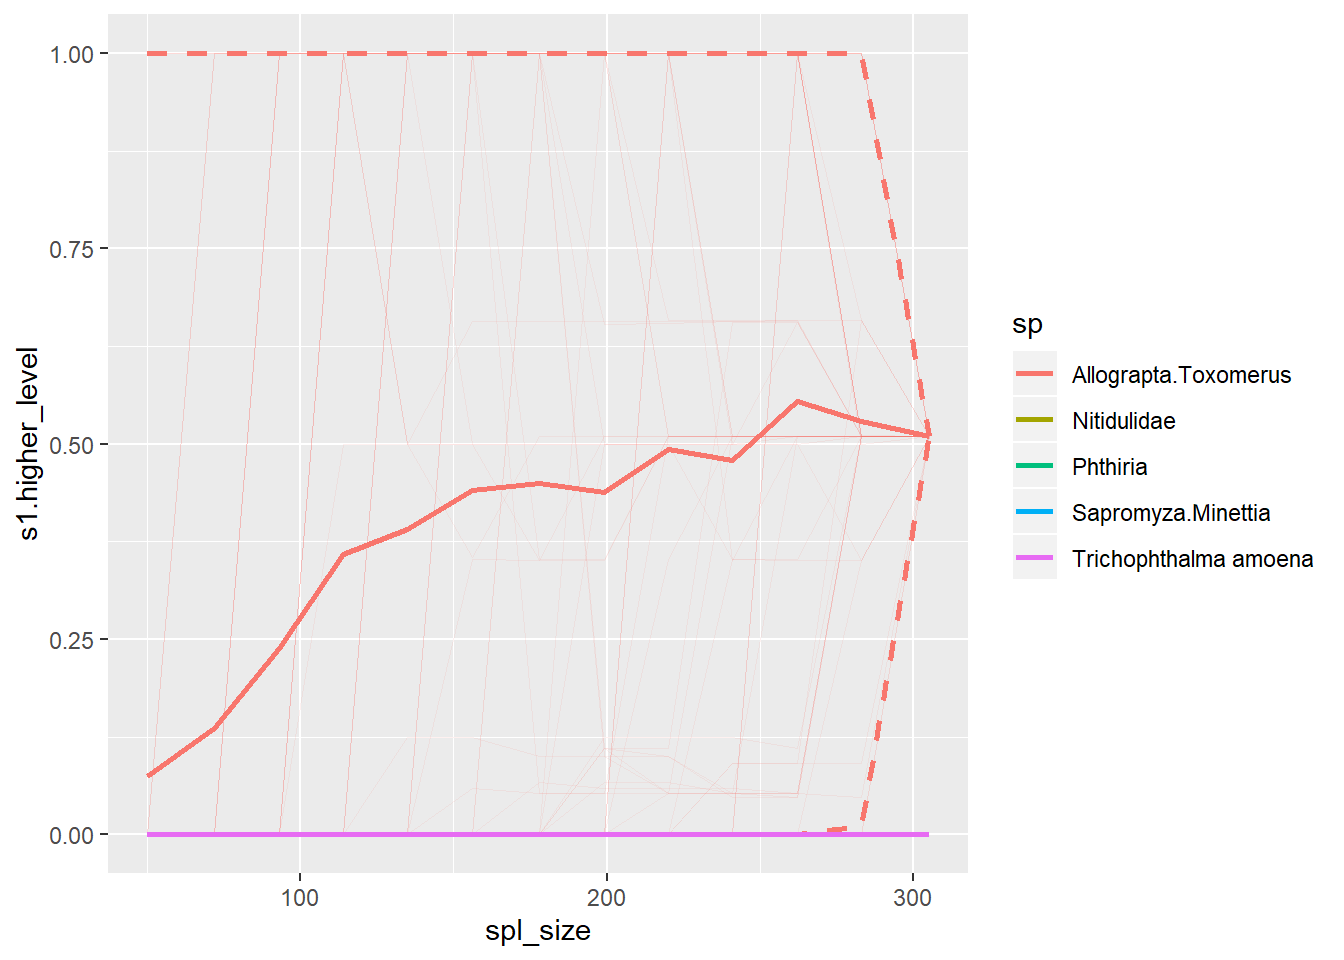 1.00
0.75
0.50
0.25
0.00
s1.higher_level
100
200
300
spl_size
sp
Allograpta.Toxomerus
Nitidulidae
Phthiria
Sapromyza.Minettia
Trichophthalma amoena